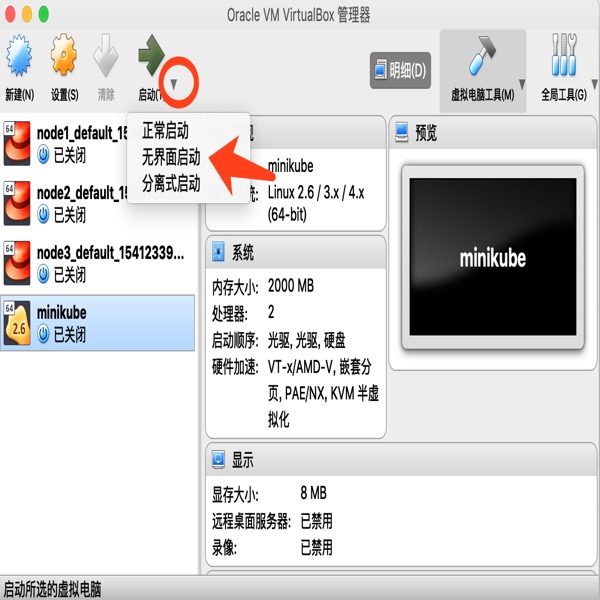 Oracle VM VirtualBox 管理器
新建(N)
设置(S)
清除
启动(T)
明细(D)
虚拟电脑工具(M)
全局工具(G)
正常启动
无界面启动
分离式启动
64
node1_default_15
已关闭
64
node2_default_15
已关闭
64
node3_default_15412339...
已关闭
64
2.6
minikube
已关闭
minikube
统:
Linux 2.6 / 3.x / 4.x
(64-bit)
预览
minikube
系统
内存大小: 2000 MB
处理器: 2
启动顺序: 光驱, 光驱, 硬盘
硬件加速: VT-x/AMD-V, 嵌套分
页, PAE/NX, KVM 半虚
拟化
显示
显存大小: 8 MB
远程桌面服务器: 已禁用
录像: 已禁用
启动所选的虚拟电脑